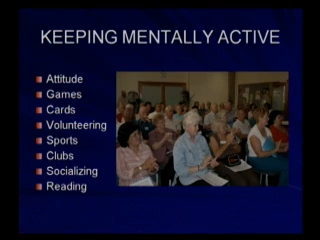 KEEPING MENTALLY ACTIVE
Attitude
Games
Cards
Volunteering
Sports
Clubs
Socializing
Reading